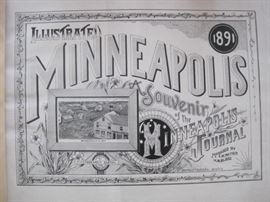 ILLUSTRATED
1891
MINNEAPOLIS
A Souvenir
of the
MINNEAPOLIS
JOURNAL